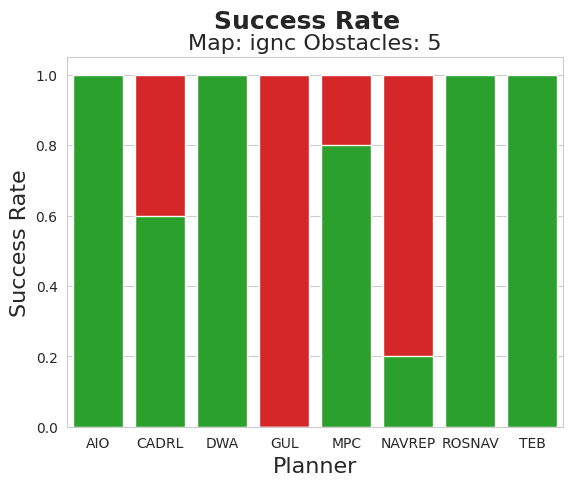 Success Rate
Map: ignc Obstacles: 5
Success Rate
1.0
0.8
0.6
0.4
0.2
0.0
AIO CADRL DWA GUL MPC NAVREP ROSNAV TEB
Planner